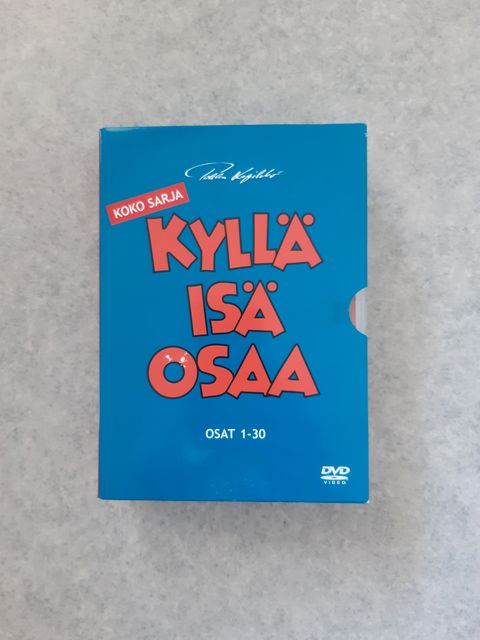 KOKO SARJA
KYLLÄ
ISÄ
OSAA
OSAT 1-30
DVD
VIDEO